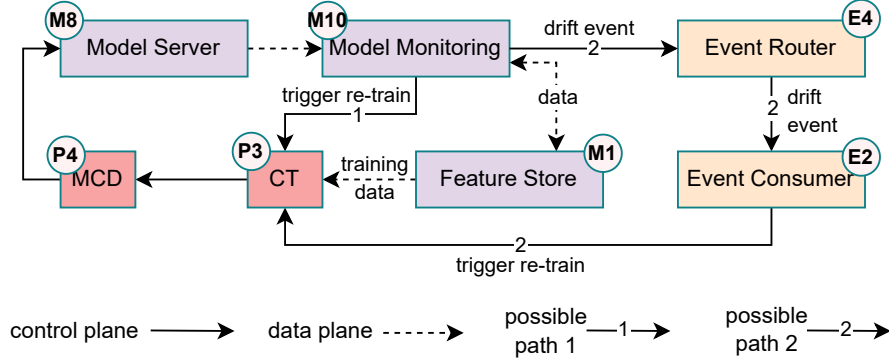 M8
Model Server
M10
Model Monitoring
drift event
2
E4
Event Router
trigger re-train
1
data
2
drift
event
P4
MCD
P3
CT
training
data
M1
Feature Store
E2
Event Consumer
2
trigger re-train
control plane
data plane
possible
path 1
1
possible
path 2
2